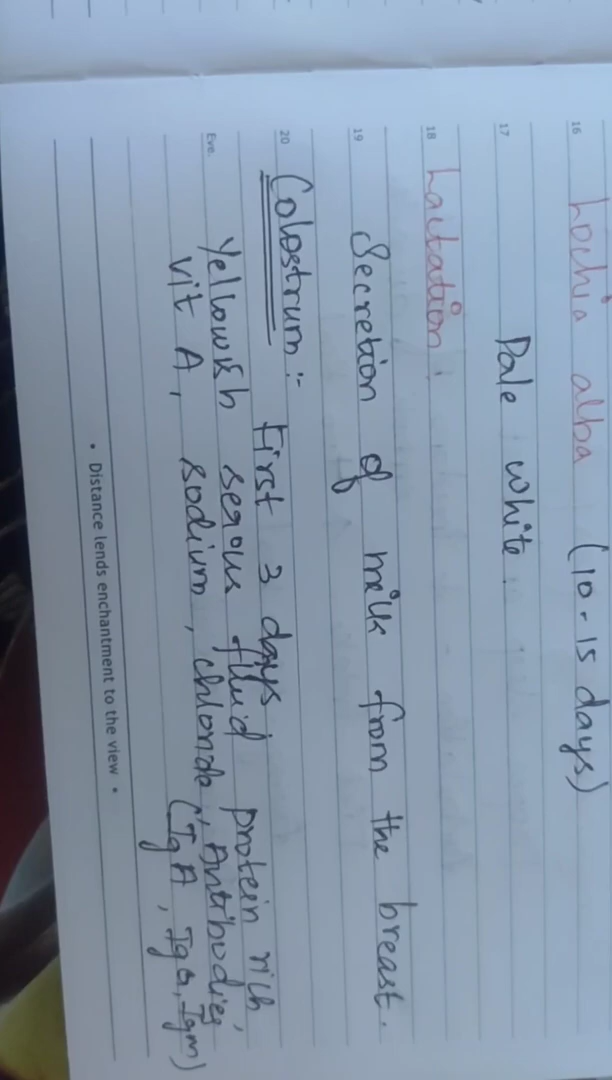 16 Lochia alba (10-15 days)
17 Pale white.
18 Lactation:
19 Secretion of milk from the breast.
20 Colostrum:- First 3 days
Eve. Yellowish serous fluid protein rich,
vit A, sodium, chloride, Antibodies
(IgA, IgG, Igm)
• Distance lends enchantment to the view •